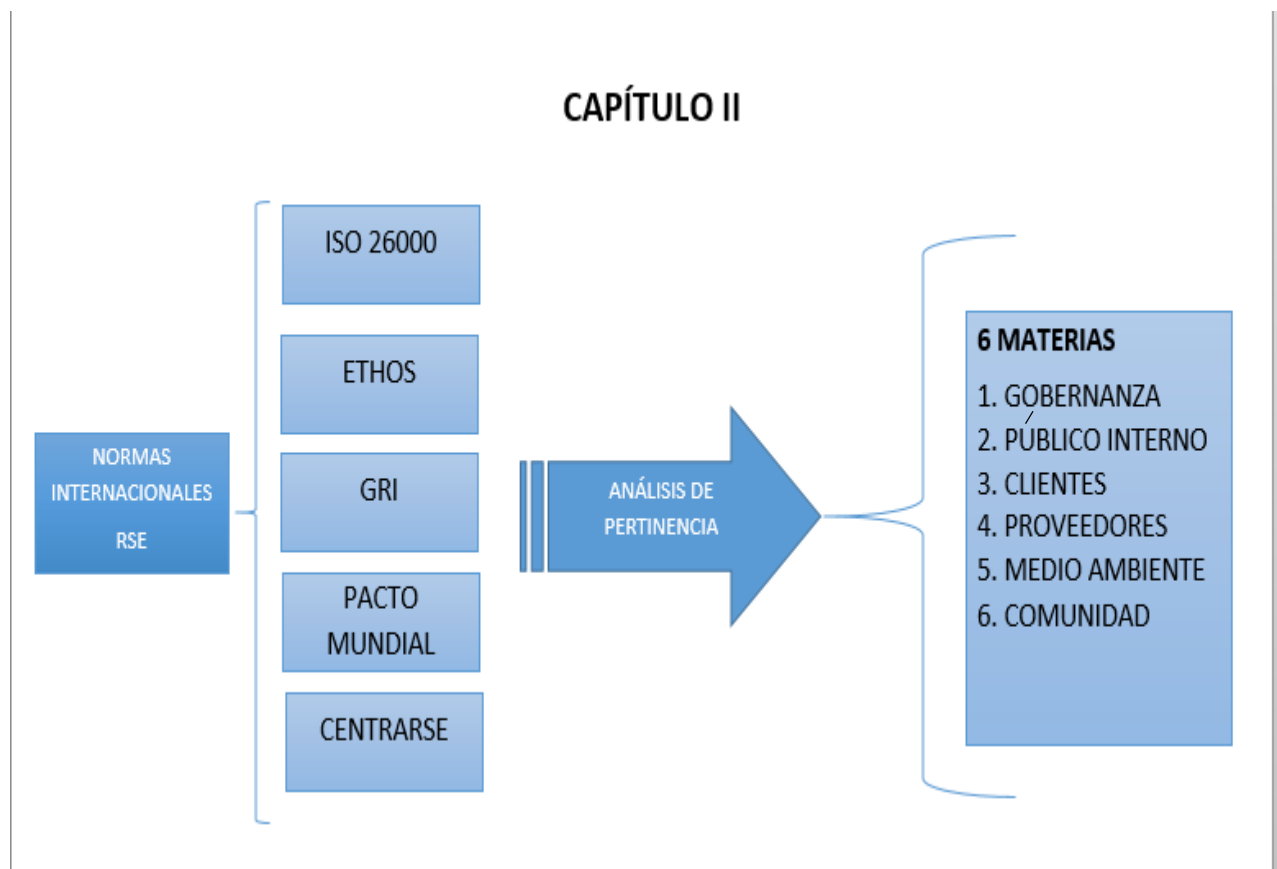 CAPÍTULO II
NORMAS
INTERNACIONALES
RSE
ISO 26000
ETHOS
GRI
PACTO
MUNDIAL
CENTRARSE
ANÁLISIS DE
PERTINENCIA
6 MATERIAS
1. GOBERNANZA
2. PÚBLICO INTERNO
3. CLIENTES
4. PROVEEDORES
5. MEDIO AMBIENTE
6. COMUNIDAD